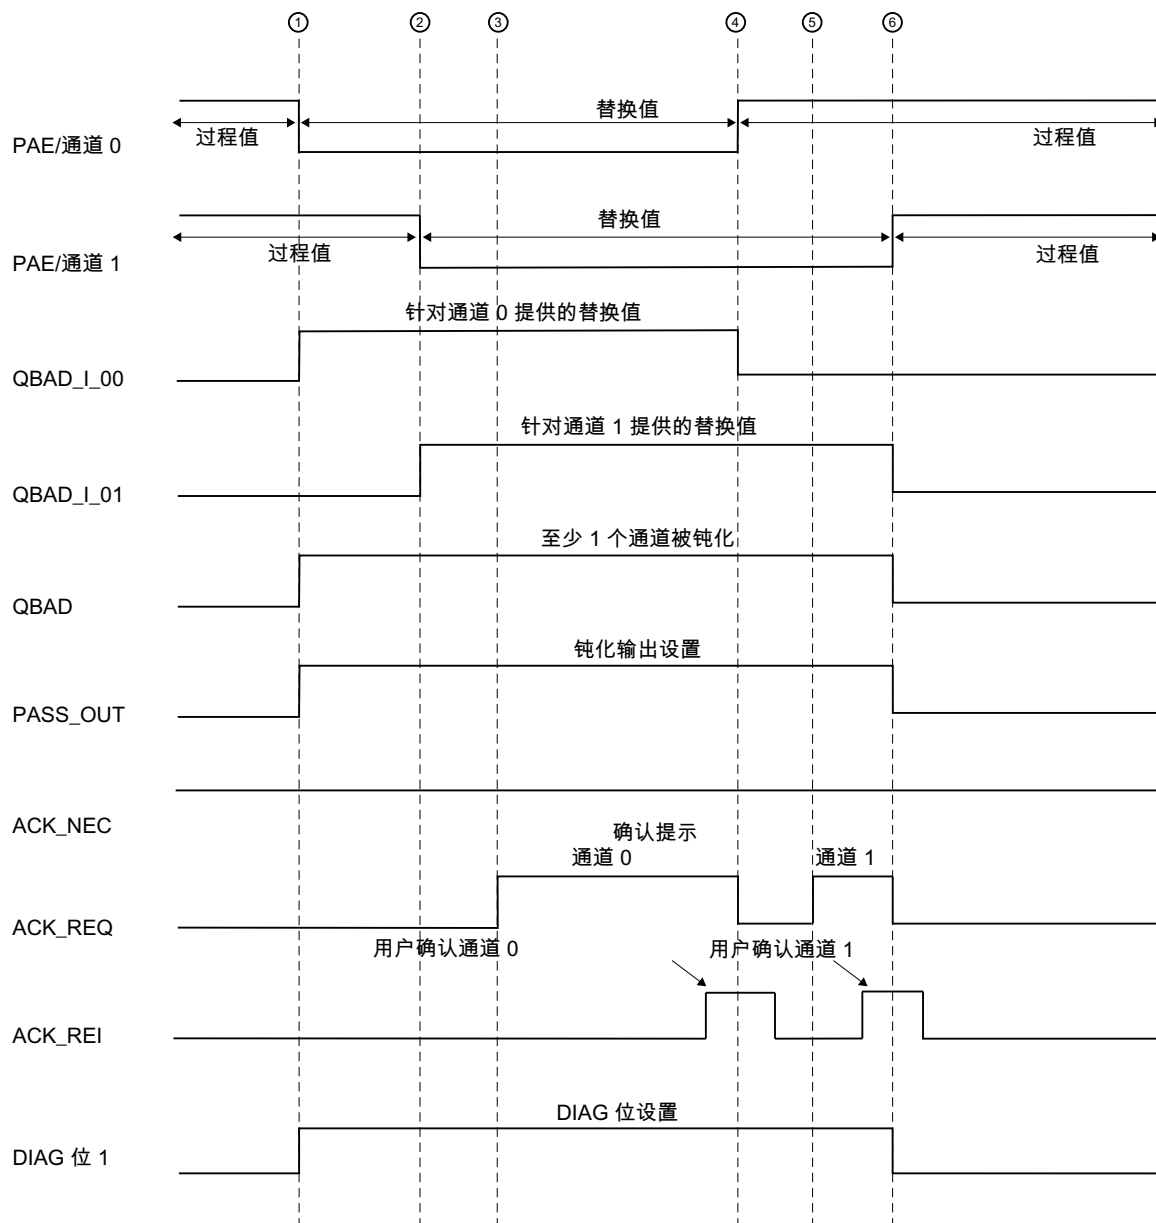 ① ② ③ ④ ⑤ ⑥
替换值
过程值 过程值
PAE/通道 0
替换值
过程值 过程值
PAE/通道 1
针对通道 0 提供的替换值
QBAD_I_00
针对通道 1 提供的替换值
QBAD_I_01
至少 1 个通道被钝化
QBAD
钝化输出设置
PASS_OUT
ACK_NEC
确认提示
通道 0 通道 1
ACK_REQ
用户确认通道 0 用户确认通道 1
ACK_REI
DIAG 位设置
DIAG 位 1